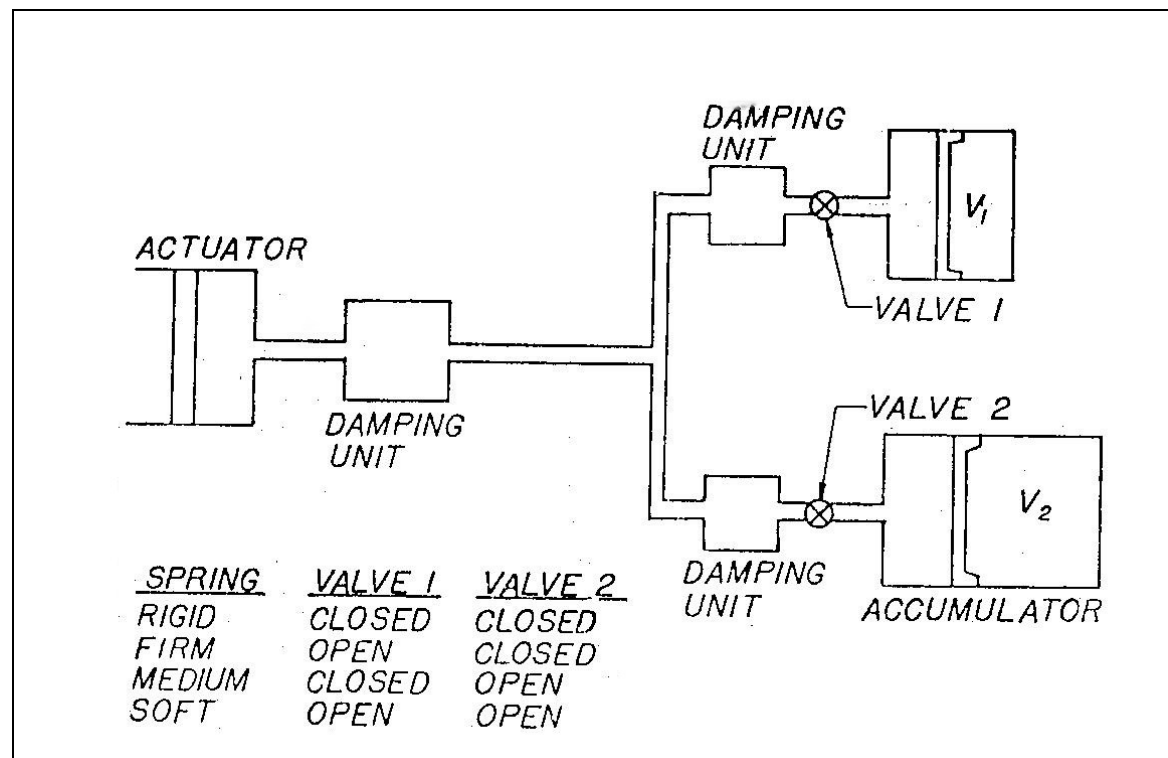 DAMPING
UNIT
V1
ACTUATOR
VALVE 1
VALVE 2
DAMPING
UNIT
V2
DAMPING
UNIT
ACCUMULATOR
SPRING VALVE 1 VALVE 2
RIGID CLOSED CLOSED
FIRM OPEN CLOSED
MEDIUM CLOSED OPEN
SOFT OPEN OPEN